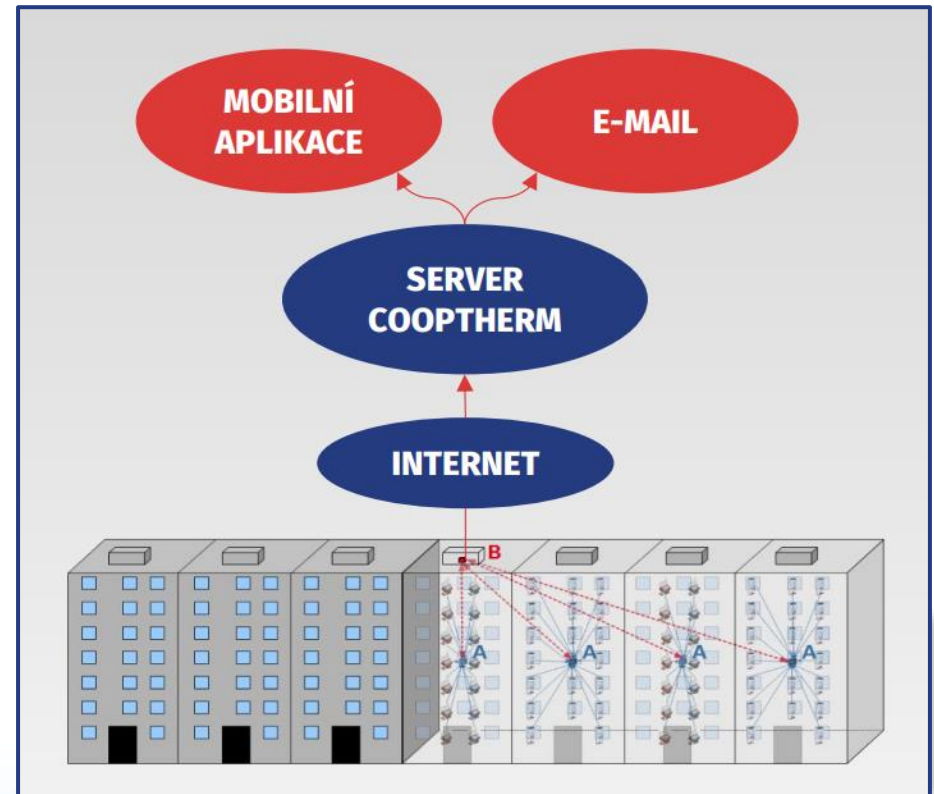 MOBILNÍ
APLIKACE
E-MAIL
SERVER
COOPTHERM
INTERNET
B
A
A
A
A